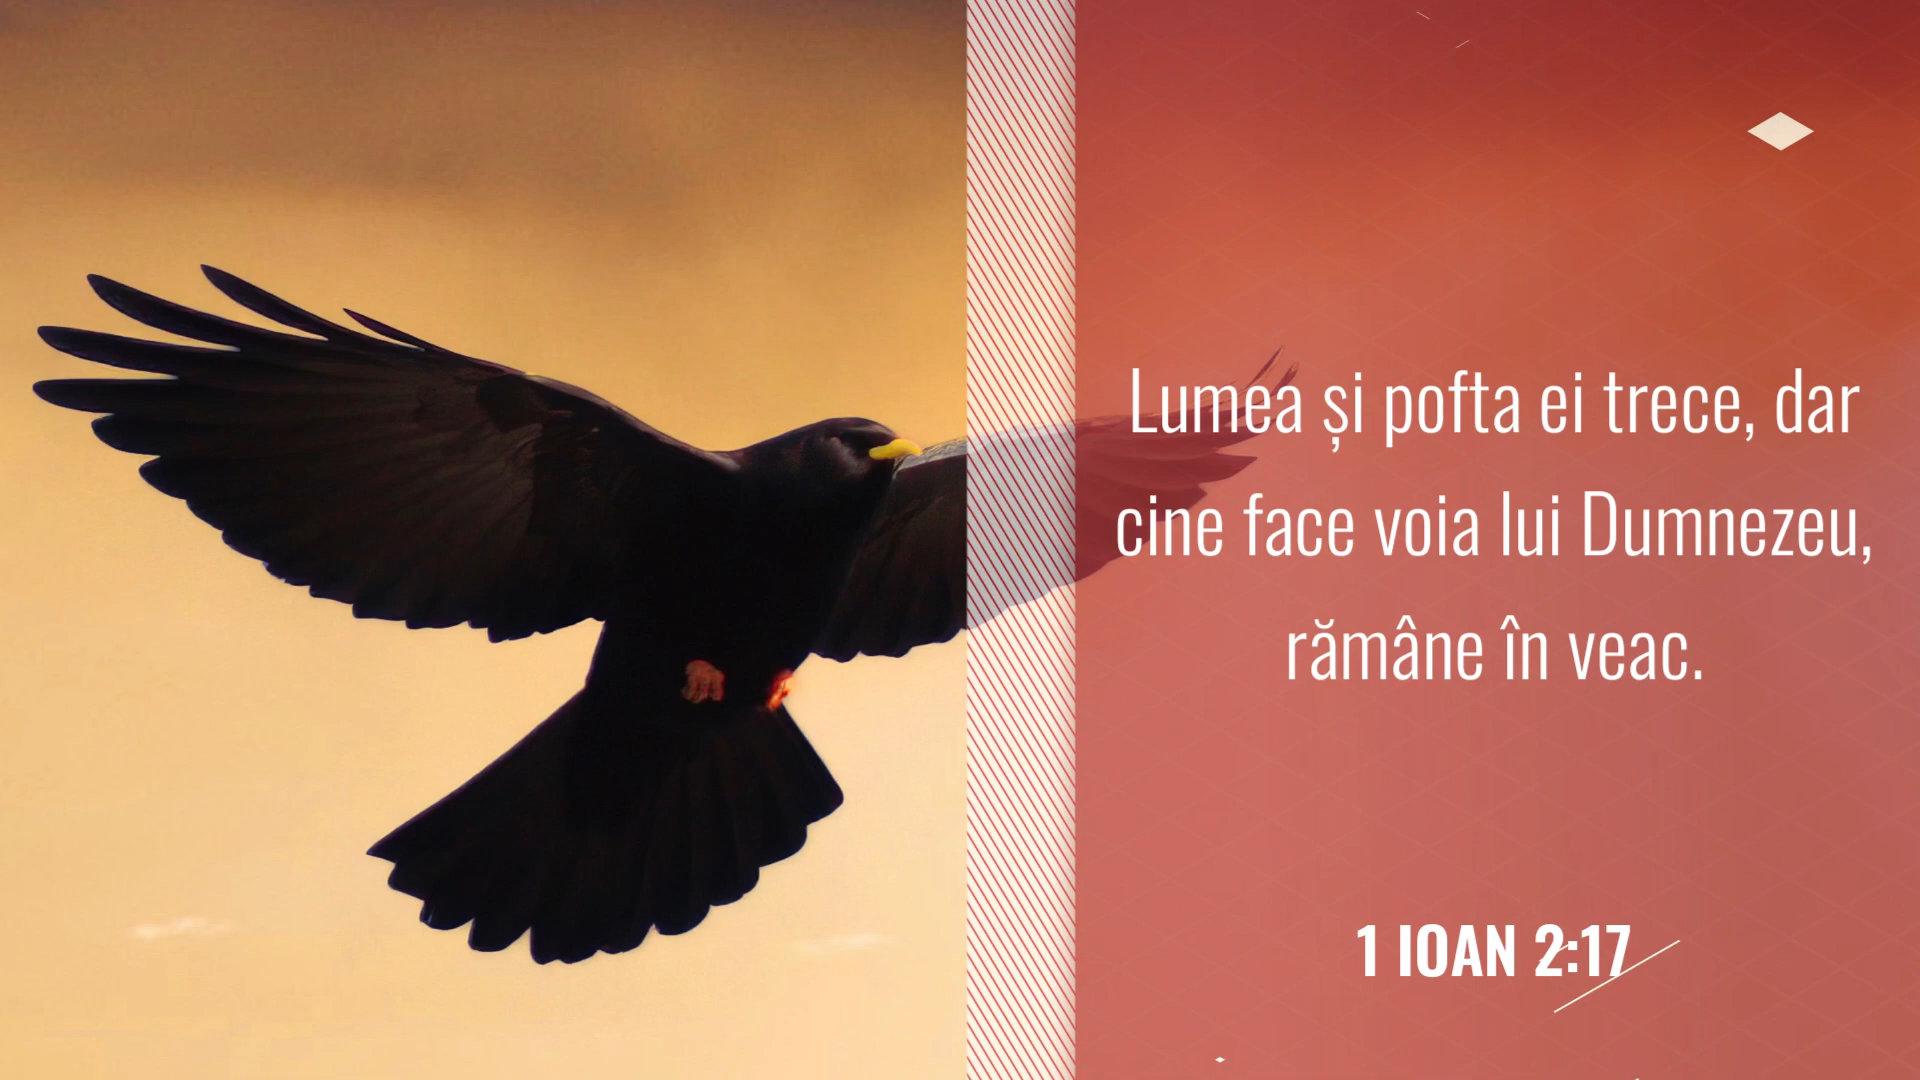 Lumea și pofta ei trece, dar
cine face voia lui Dumnezeu,
rămâne în veac.
1 IOAN 2:17